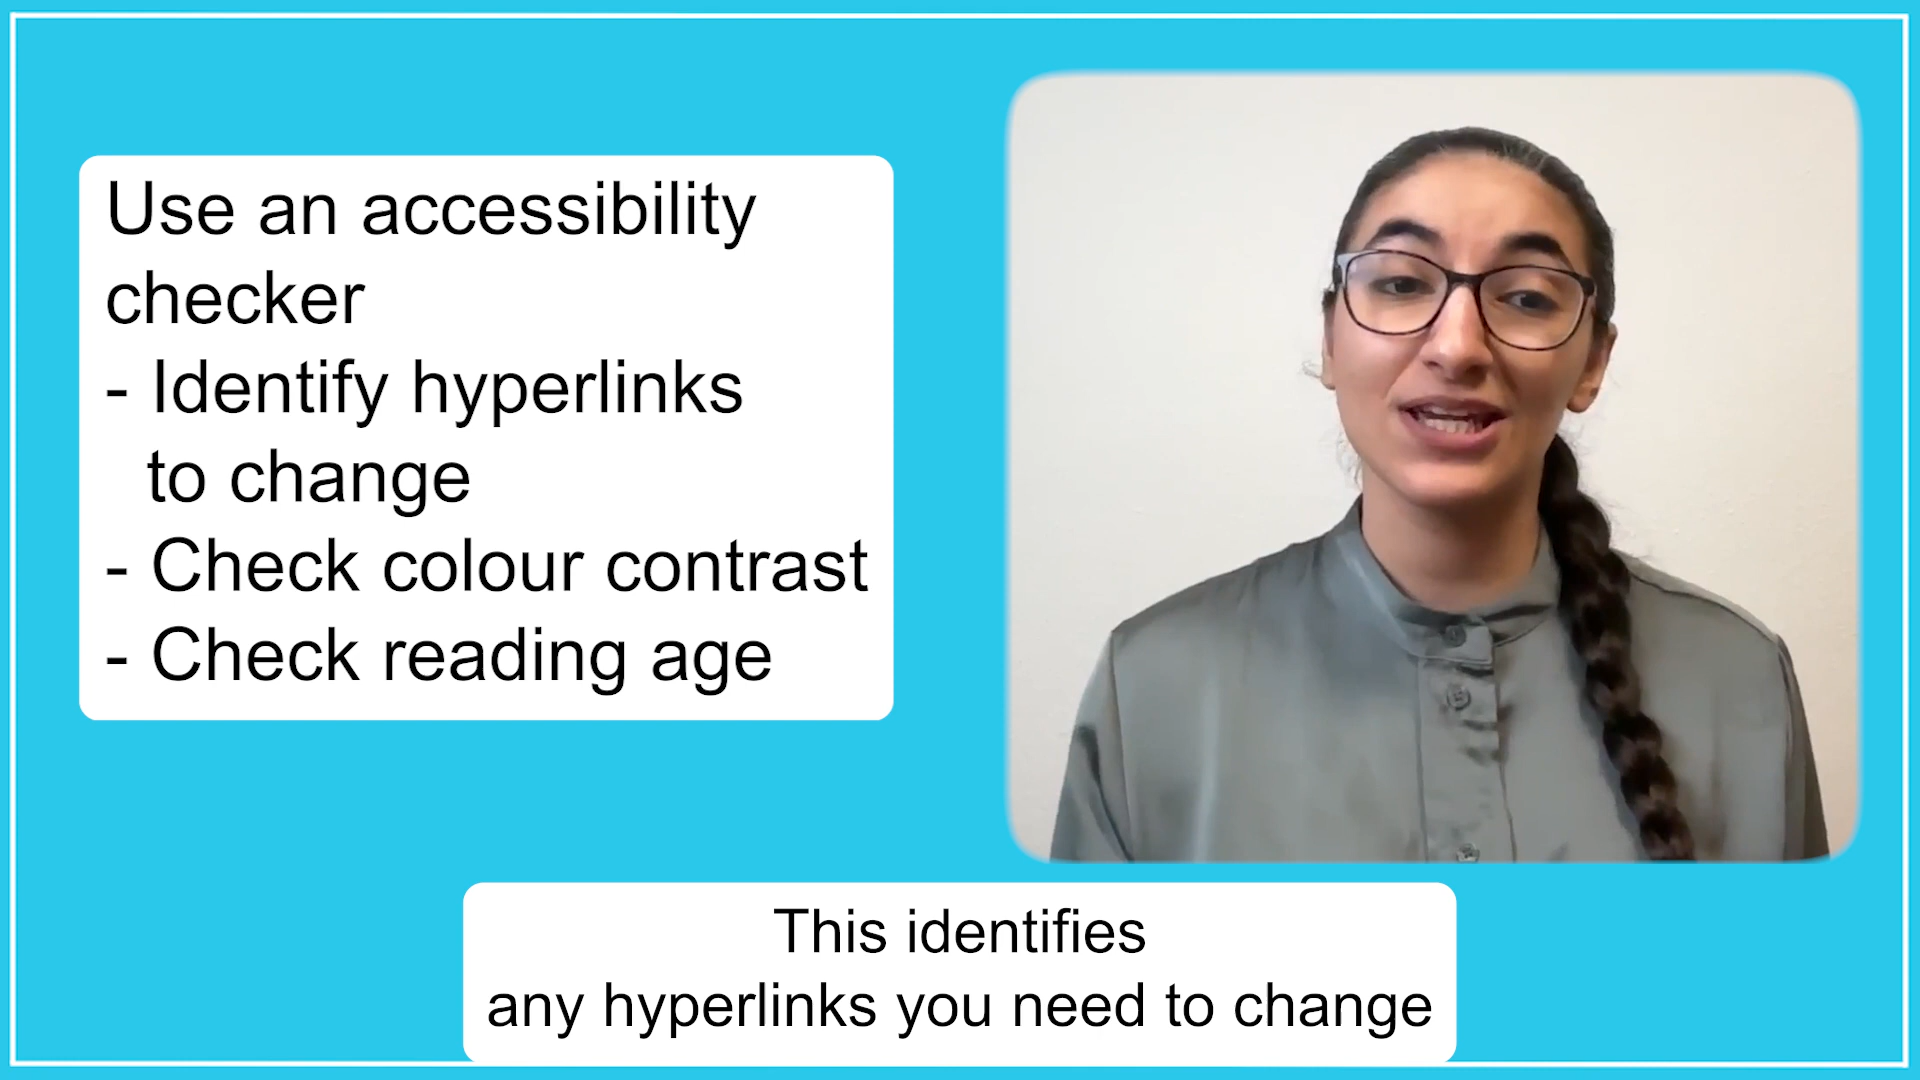 Use an accessibility
checker
- Identify hyperlinks
to change
- Check colour contrast
- Check reading age
This identifies
any hyperlinks you need to change